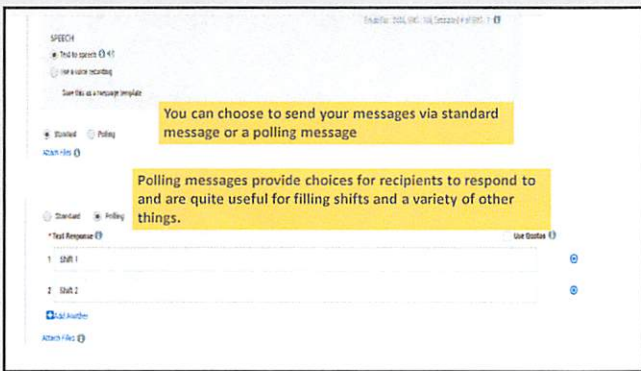 SPEECH
Text to speech
Use a voice recording
Save this as a message template
You can choose to send your messages via standard
message or a polling message
Standard Polling
Attach Files
Polling messages provide choices for recipients to respond to
and are quite useful for filling shifts and a variety of other
things.
Standard Polling
*Text Response Use Quotas
1 Shift 1
2 Shift 2
Add Another
Attach Files